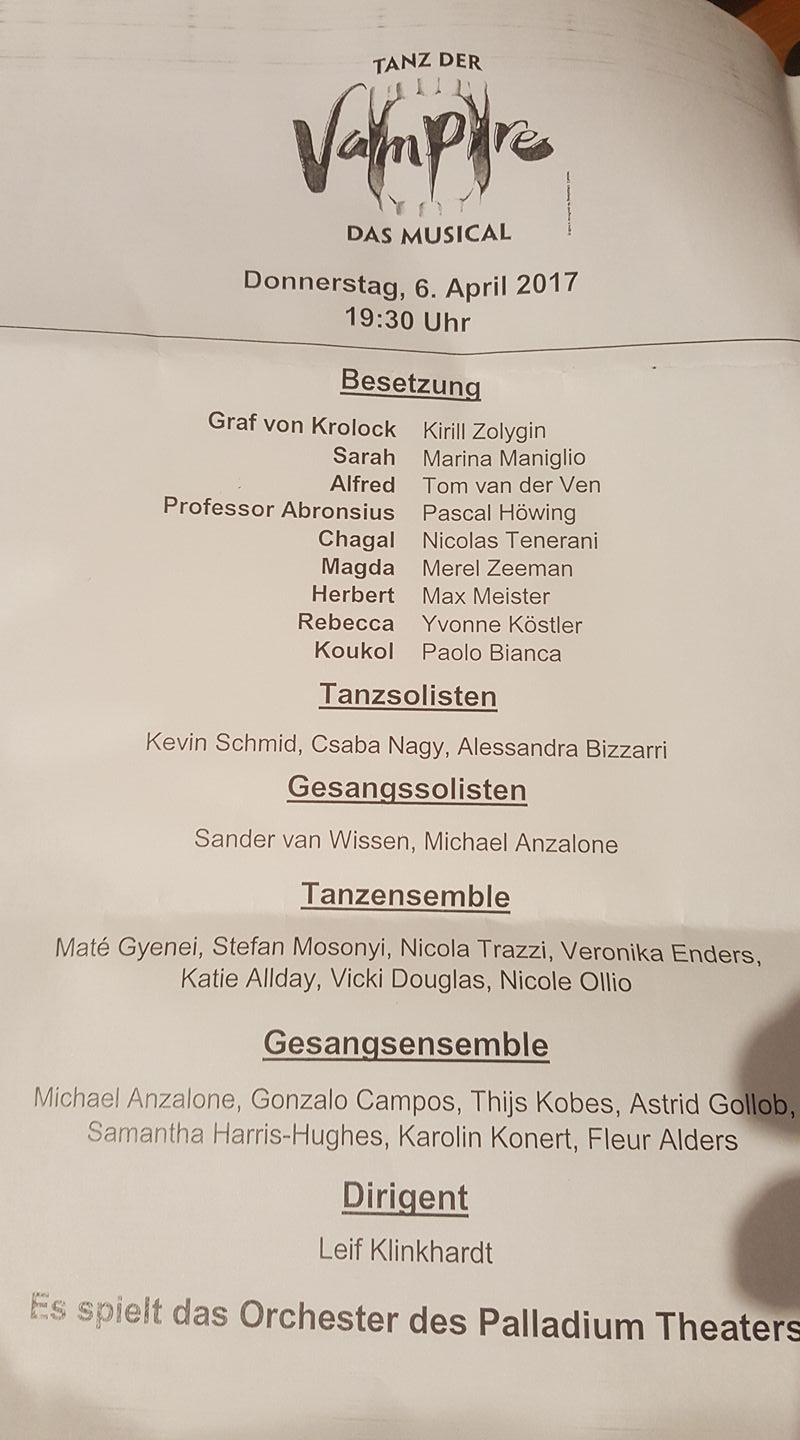 TANZ DER
Vampire
DAS MUSICAL
Donnerstag, 6. April 2017
19:30 Uhr
Besetzung
Graf von Krolock Kirill Zolygin
Sarah Marina Maniglio
Alfred Tom van der Ven
Professor Abronsius Pascal Höwing
Chagal Nicolas Tenerani
Magda Merel Zeeman
Herbert Max Meister
Rebecca Yvonne Köstler
Koukol Paolo Bianca
Tanzsolisten
Kevin Schmid, Csaba Nagy, Alessandra Bizzarri
Gesangssolisten
Sander van Wissen, Michael Anzalone
Tanzensemble
Maté Gyenei, Stefan Mosonyi, Nicola Trazzi, Veronika Enders,
Katie Allday, Vicki Douglas, Nicole Ollio
Gesangsensemble
Michael Anzalone, Gonzalo Campos, Thijs Kobes, Astrid Gollob,
Samantha Harris-Hughes, Karolin Konert, Fleur Alders
Dirigent
Leif Klinkhardt
Es spielt das Orchester des Palladium Theaters